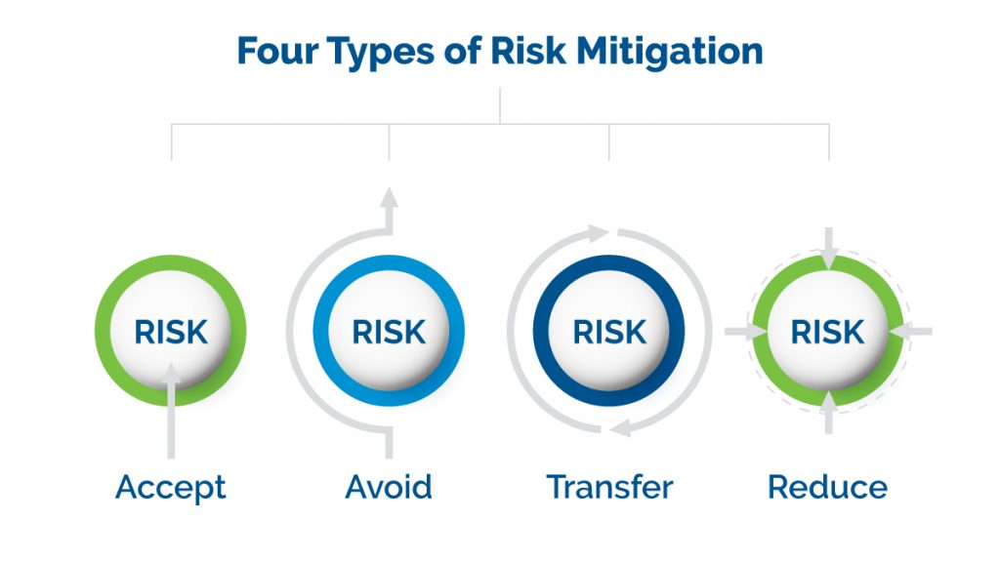 Four Types of Risk Mitigation
RISK
RISK
RISK
RISK
Accept
Avoid
Transfer
Reduce